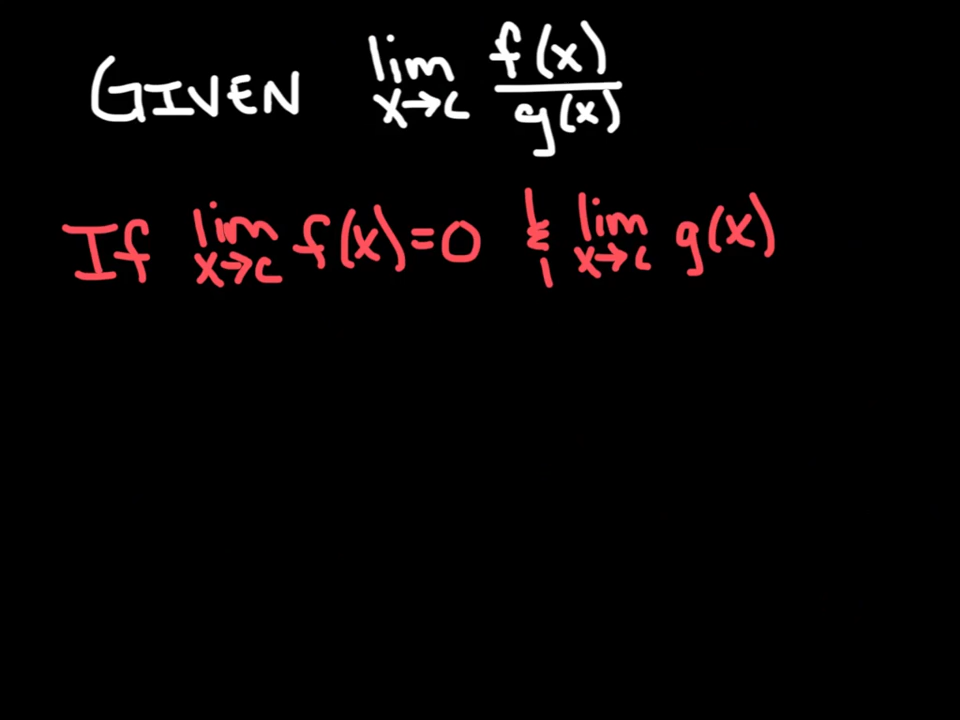 GIVEN lim x→c f(x)/g(x)
If lim x→c f(x)=0 & lim x→c g(x)